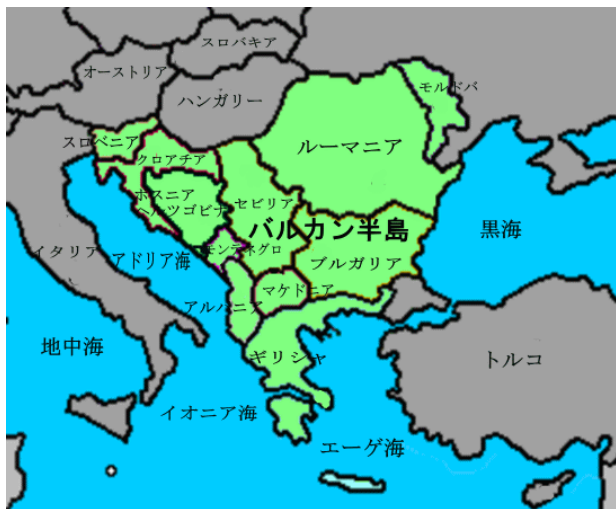 スロバキア
オーストリア
ハンガリー
モルドバ
スロベニア
クロアチア
ルーマニア
ボスニア
ヘルツゴビナ
セビリア
バルカン半島
黒海
イタリア
アドリア海
モンテネグロ
ブルガリア
マケドニア
アルバニア
地中海
ギリシャ
トルコ
イオニア海
エーゲ海